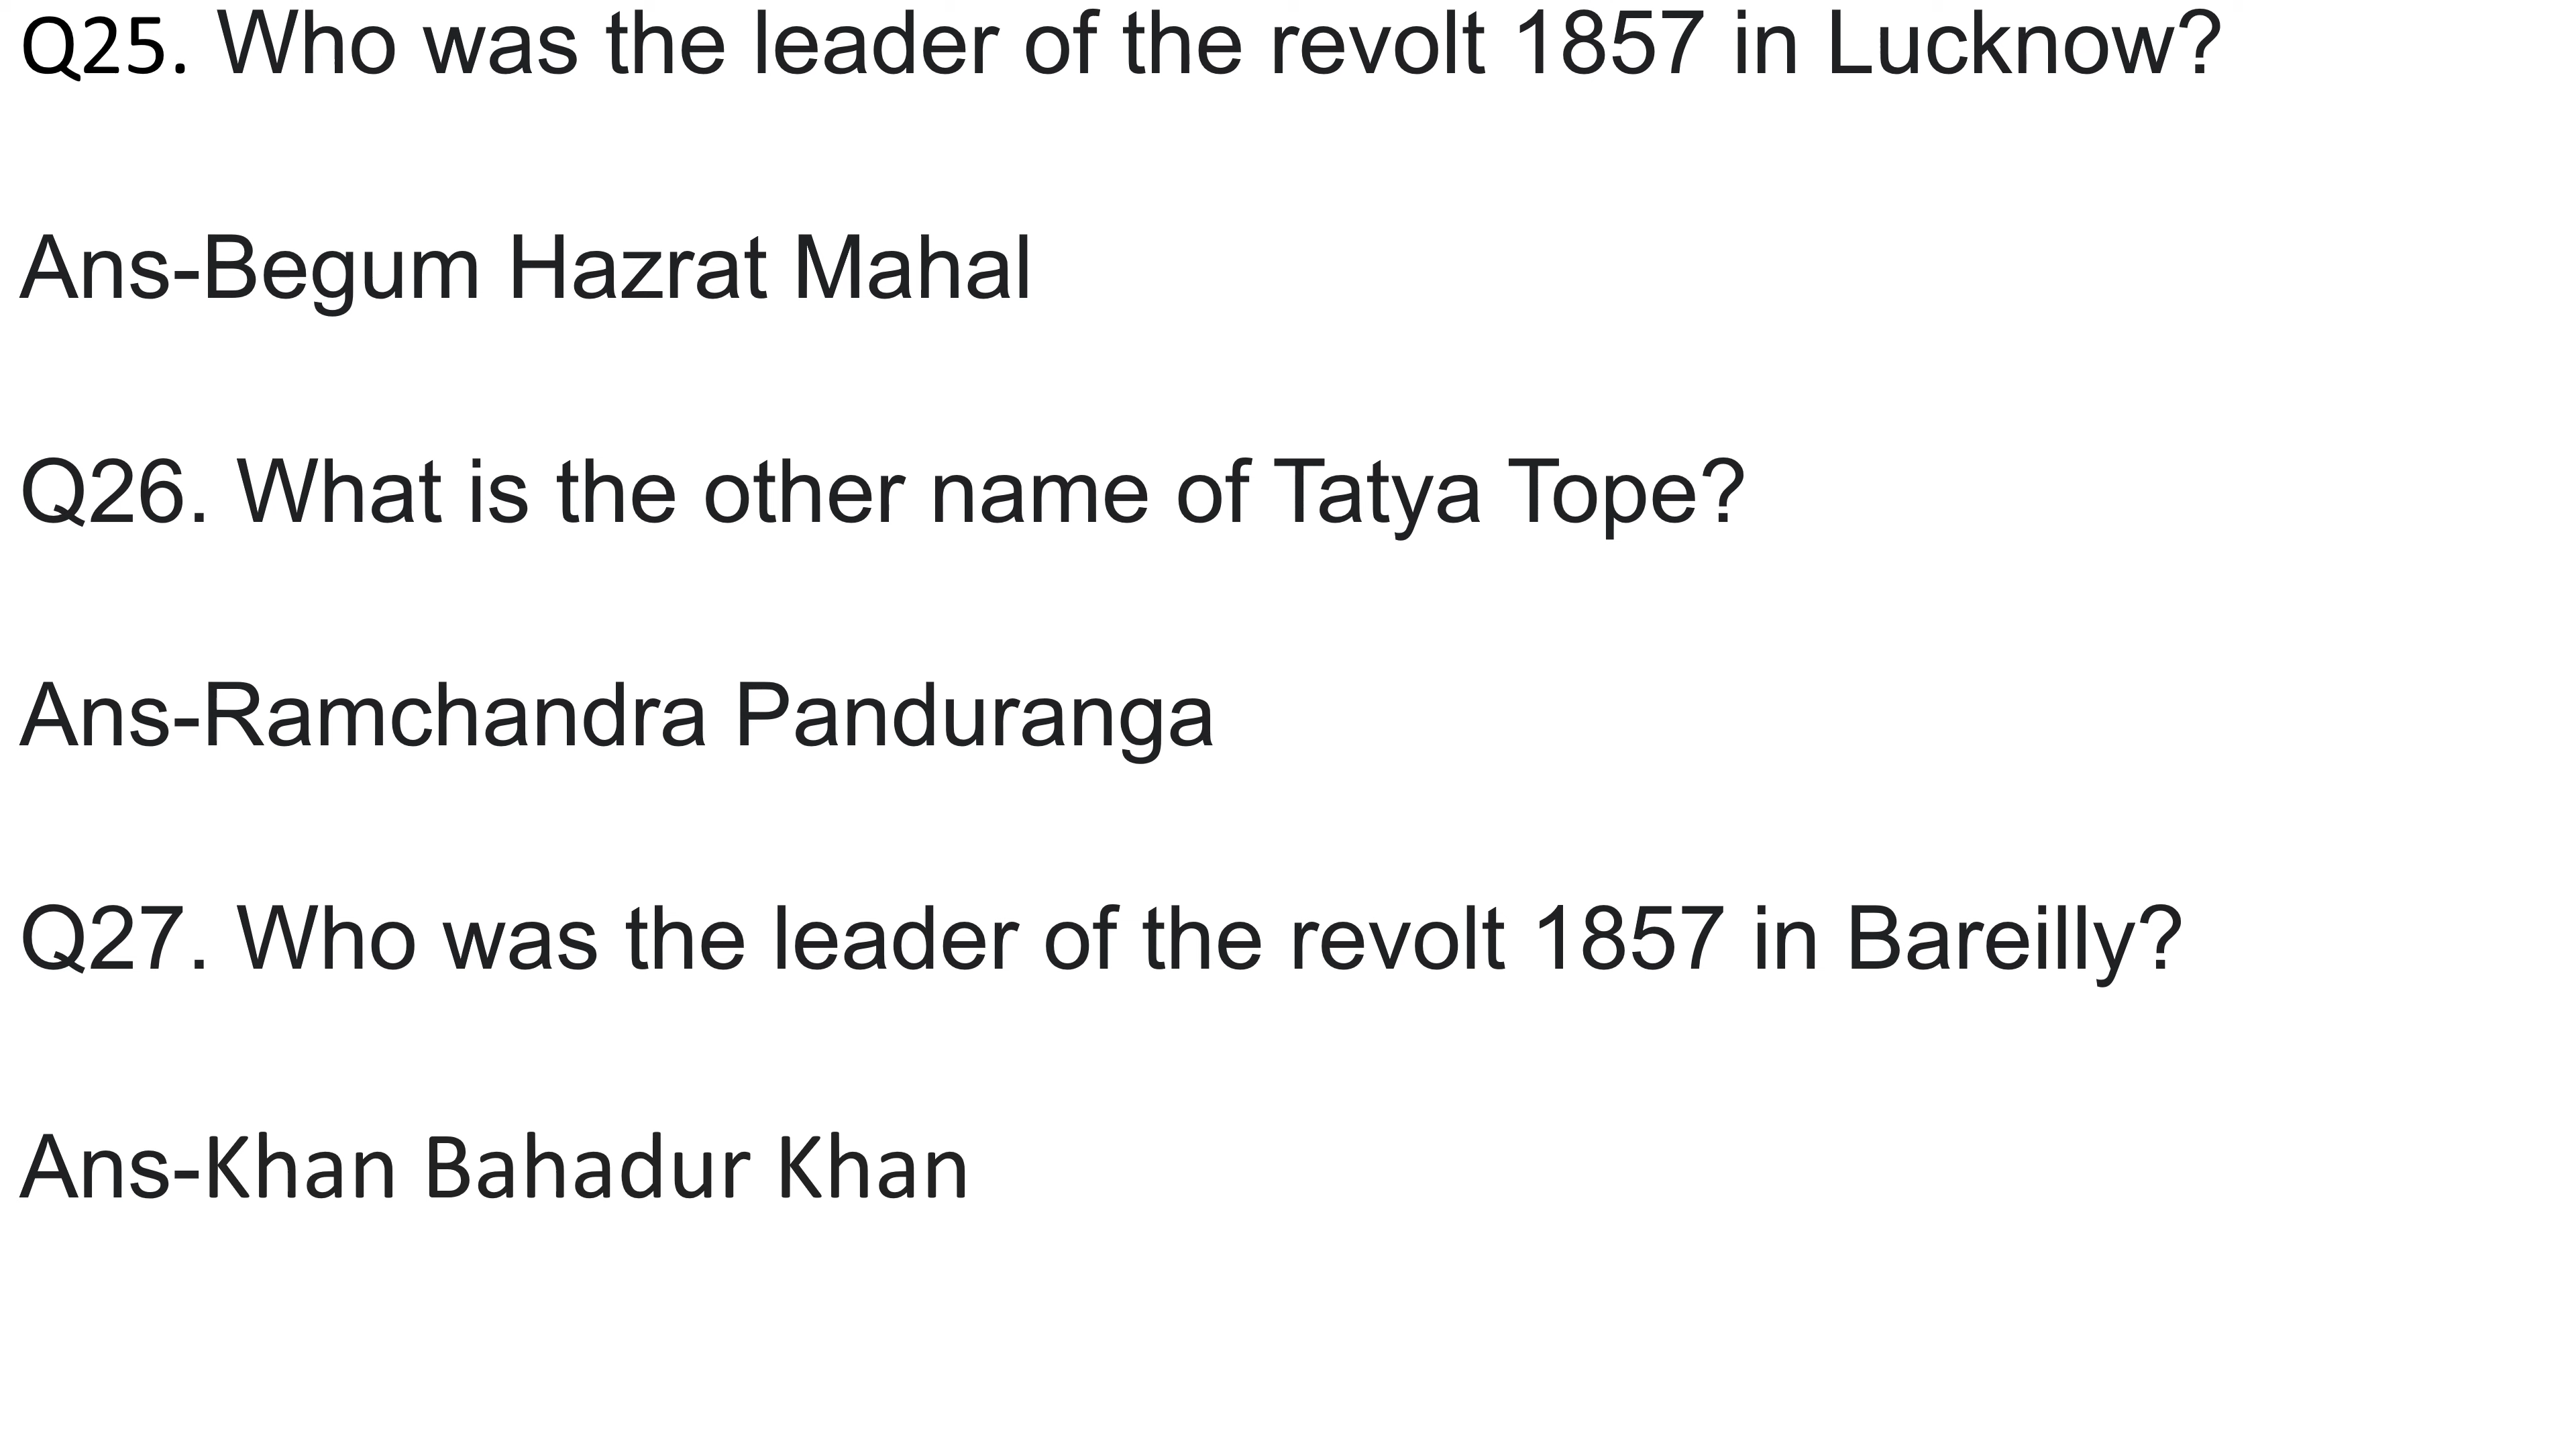 Q25. Who was the leader of the revolt 1857 in Lucknow?
Ans-Begum Hazrat Mahal
Q26. What is the other name of Tatya Tope?
Ans-Ramchandra Panduranga
Q27. Who was the leader of the revolt 1857 in Bareilly?
Ans-Khan Bahadur Khan